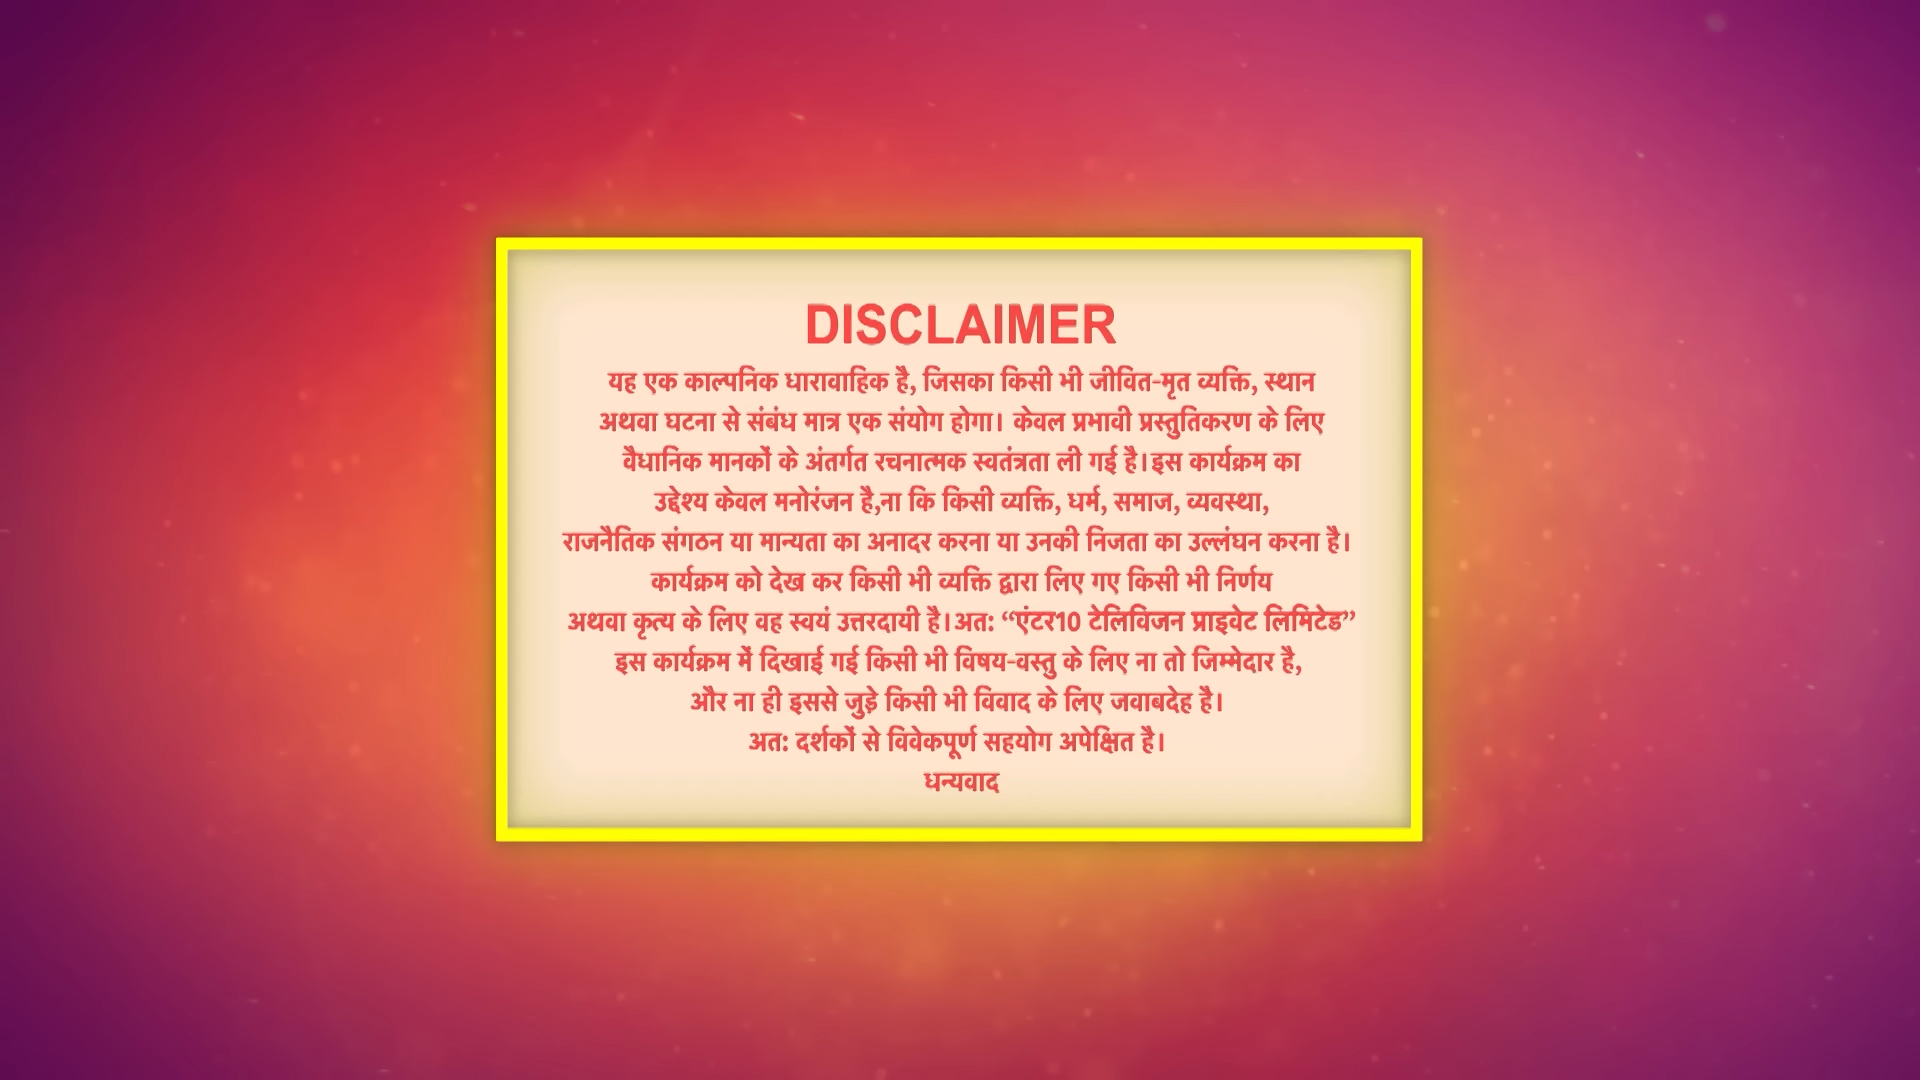 DISCLAIMER
यह एक काल्पनिक धारावाहिक है, जिसका किसी भी जीवित-मृत व्यक्ति, स्थान
अथवा घटना से संबंध मात्र एक संयोग होगा। केवल प्रभावी प्रस्तुतिकरण के लिए
वैधानिक मानकों के अंतर्गत रचनात्मक स्वतंत्रता ली गई है।इस कार्यक्रम का
उद्देश्य केवल मनोरंजन है,ना कि किसी व्यक्ति, धर्म, समाज, व्यवस्था,
राजनैतिक संगठन या मान्यता का अनादर करना या उनकी निजता का उल्लंघन करना है।
कार्यक्रम को देख कर किसी भी व्यक्ति द्वारा लिए गए किसी भी निर्णय
अथवा कृत्य के लिए वह स्वयं उत्तरदायी है।अत: “एंटर10 टेलिविजन प्राइवेट लिमिटेड”
इस कार्यक्रम में दिखाई गई किसी भी विषय-वस्तु के लिए ना तो जिम्मेदार है,
और ना ही इससे जुड़े किसी भी विवाद के लिए जवाबदेह है।
अत: दर्शकों से विवेकपूर्ण सहयोग अपेक्षित है।
धन्यवाद